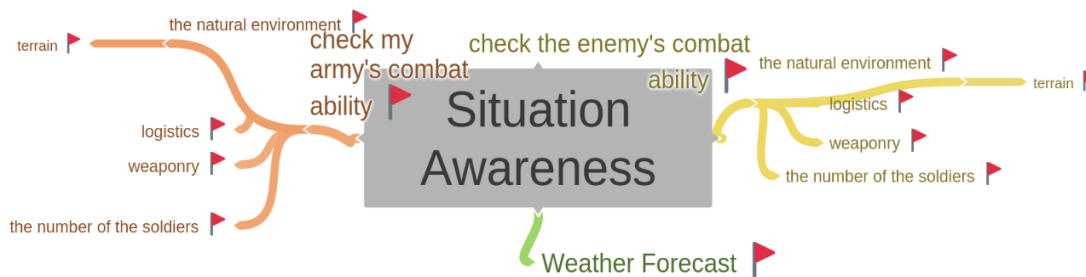 Situation
Awareness
check my
army's combat
ability
the natural environment
terrain
logistics
weaponry
the number of the soldiers
check the enemy's combat
ability
the natural environment
terrain
logistics
weaponry
the number of the soldiers
Weather Forecast